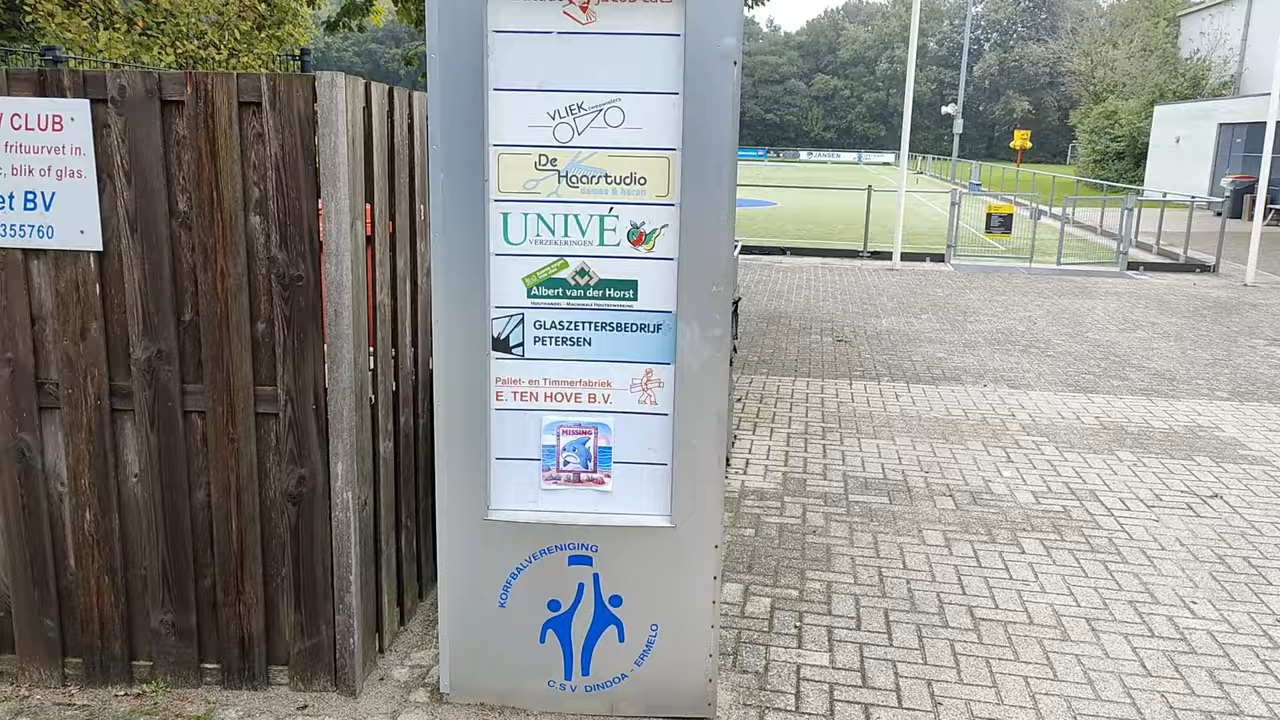 CLUB
frituurvet in.
blik of glas.
et BV
355760
VLIEK tweewielers
De
Haarstudio
dames & heren
UNIVÉ
VERZEKERINGEN
Albert van der Horst
HOUTHANDEL - MACHINALE HOUTBEWERKING
GLASZETTERSBEDRIJF
PETERSEN
Pallet- en Timmerfabriek
E. TEN HOVE B.V.
MISSING
KORFBALVERENIGING
C.S.V DINDOA - ERMELO
JANSEN